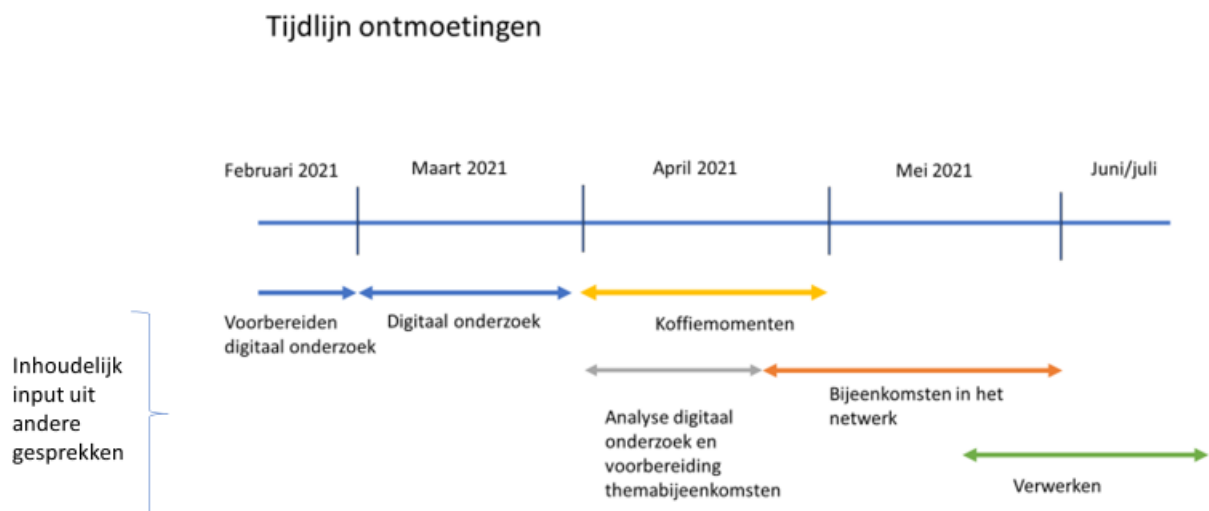 Tijdlijn ontmoetingen
Februari 2021
Maart 2021
April 2021
Mei 2021
Juni/juli
Voorbereiden
digitaal onderzoek
Digitaal onderzoek
Koffiemomenten
Inhoudelijk
input uit
andere
gesprekken
Analyse digitaal
onderzoek en
voorbereiding
themabijeenkomsten
Bijeenkomsten in het
netwerk
Verwerken